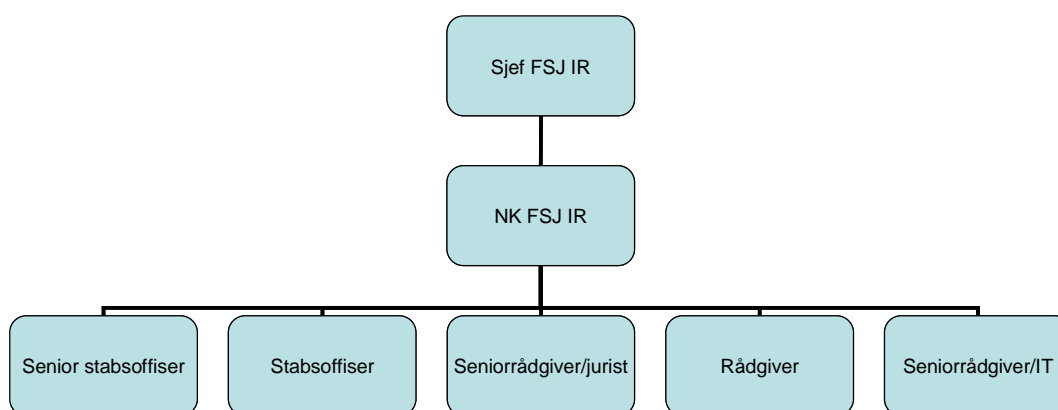 Sjef FSJ IR
NK FSJ IR
Senior stabsoffiser
Stabsoffiser
Seniorrådgiver/jurist
Rådgiver
Seniorrådgiver/IT